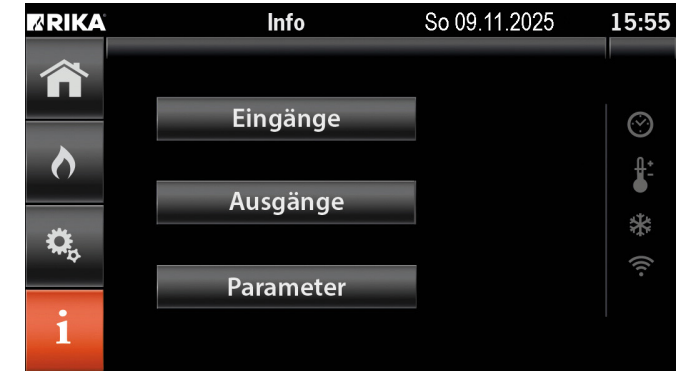 RIKA Info So 09.11.2025 15:55
Eingänge
Ausgänge
Parameter
i